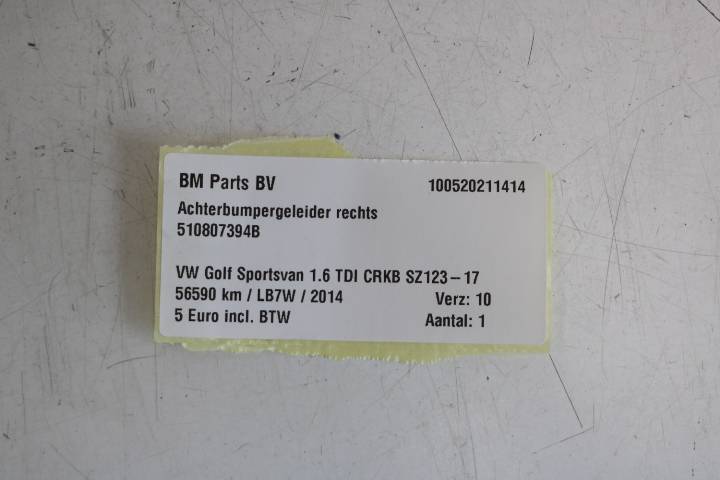 BM Parts BV 100520211414
Achterbumpergeleider rechts
510807394B
VW Golf Sportsvan 1.6 TDI CRKB SZ123-17
56590 km / LB7W / 2014 Verz: 10
5 Euro incl. BTW Aantal: 1